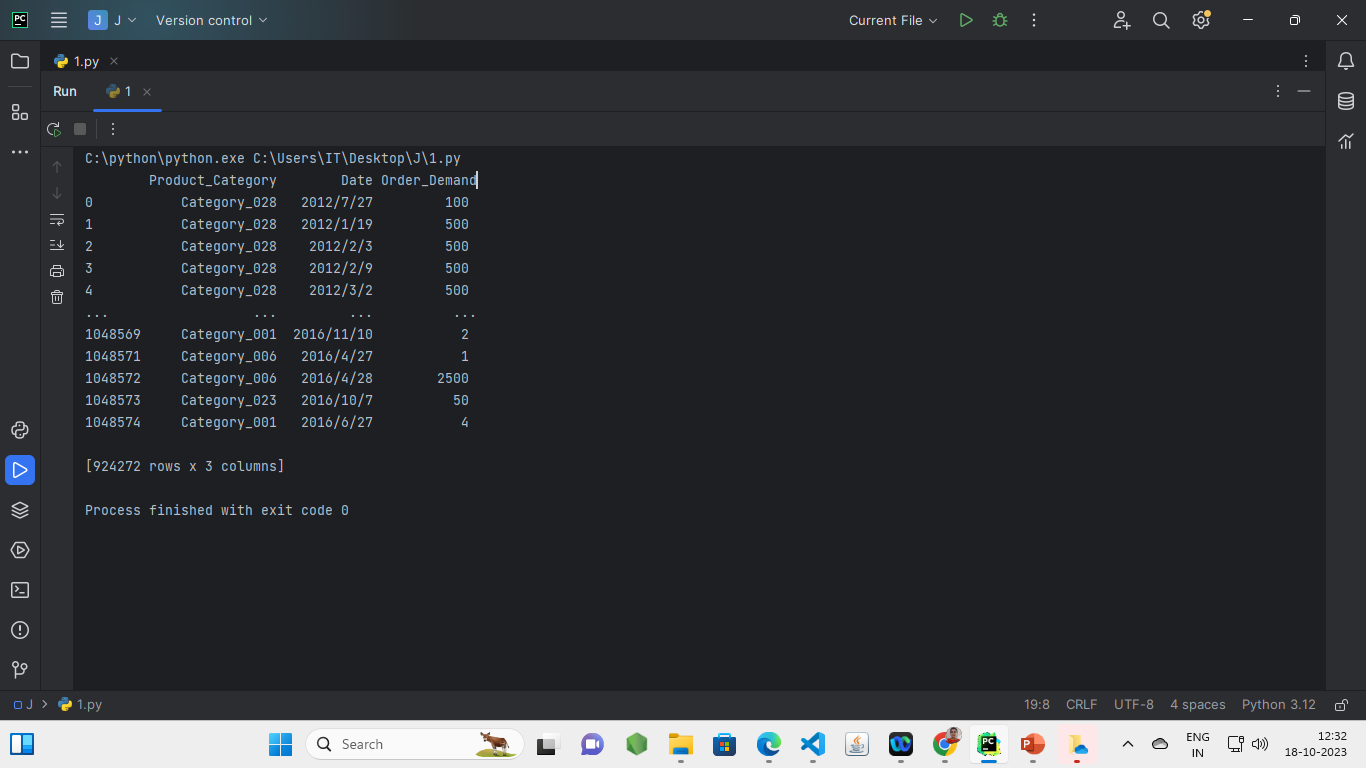 PC J J Version control Current File
1.py
Run 1
C:\python\python.exe C:\Users\IT\Desktop\J\1.py
Product_Category Date Order_Demand
0 Category_028 2012/7/27 100
1 Category_028 2012/1/19 500
2 Category_028 2012/2/3 500
3 Category_028 2012/2/9 500
4 Category_028 2012/3/2 500
... ... ... ...
1048569 Category_001 2016/11/10 2
1048571 Category_006 2016/4/27 1
1048572 Category_006 2016/4/28 2500
1048573 Category_023 2016/10/7 50
1048574 Category_001 2016/6/27 4
[924272 rows x 3 columns]
Process finished with exit code 0
J 1.py 19:8 CRLF UTF-8 4 spaces Python 3.12
Search PC P ENG 12:32
IN 18-10-2023